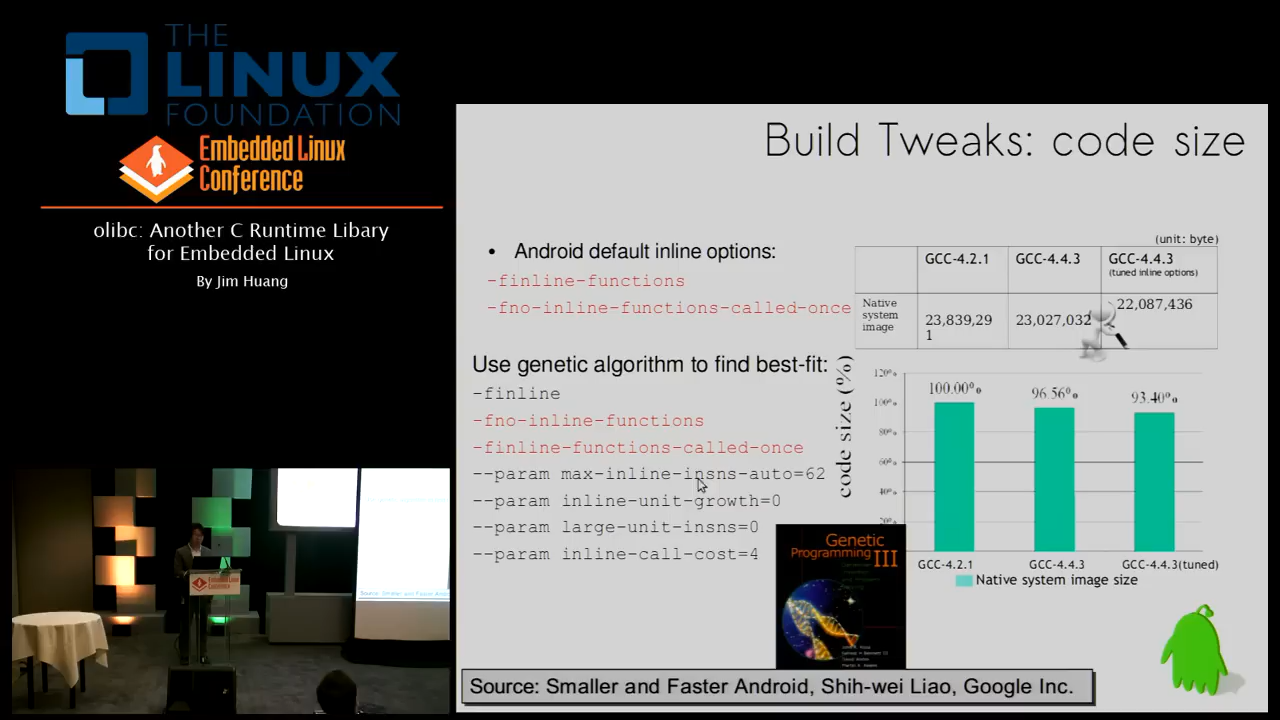 THE
LINUX
FOUNDATION
Embedded Linux
Conference
olibc: Another C Runtime Libary
for Embedded Linux
By Jim Huang
Build Tweaks: code size
• Android default inline options:
-finline-functions
-fno-inline-functions-called-once
Use genetic algorithm to find best-fit:
-finline
-fno-inline-functions
-finline-functions-called-once
--param max-inline-insns-auto=62
--param inline-unit-growth=0
--param large-unit-insns=0
--param inline-call-cost=4
(unit: byte)
GCC-4.2.1 GCC-4.4.3 GCC-4.4.3
(tuned inline options)
Native
system
image
23,839,29
1
23,027,032
22,087,436
code size (%)
120%
100%
80%
60%
40%
20%
100.00%
96.56%
93.40%
GCC-4.2.1 GCC-4.4.3 GCC-4.4.3(tuned)
Native system image size
Genetic
Programming III
Source: Smaller and Faster Android, Shih-wei Liao, Google Inc.
Embedded Linux
Conference